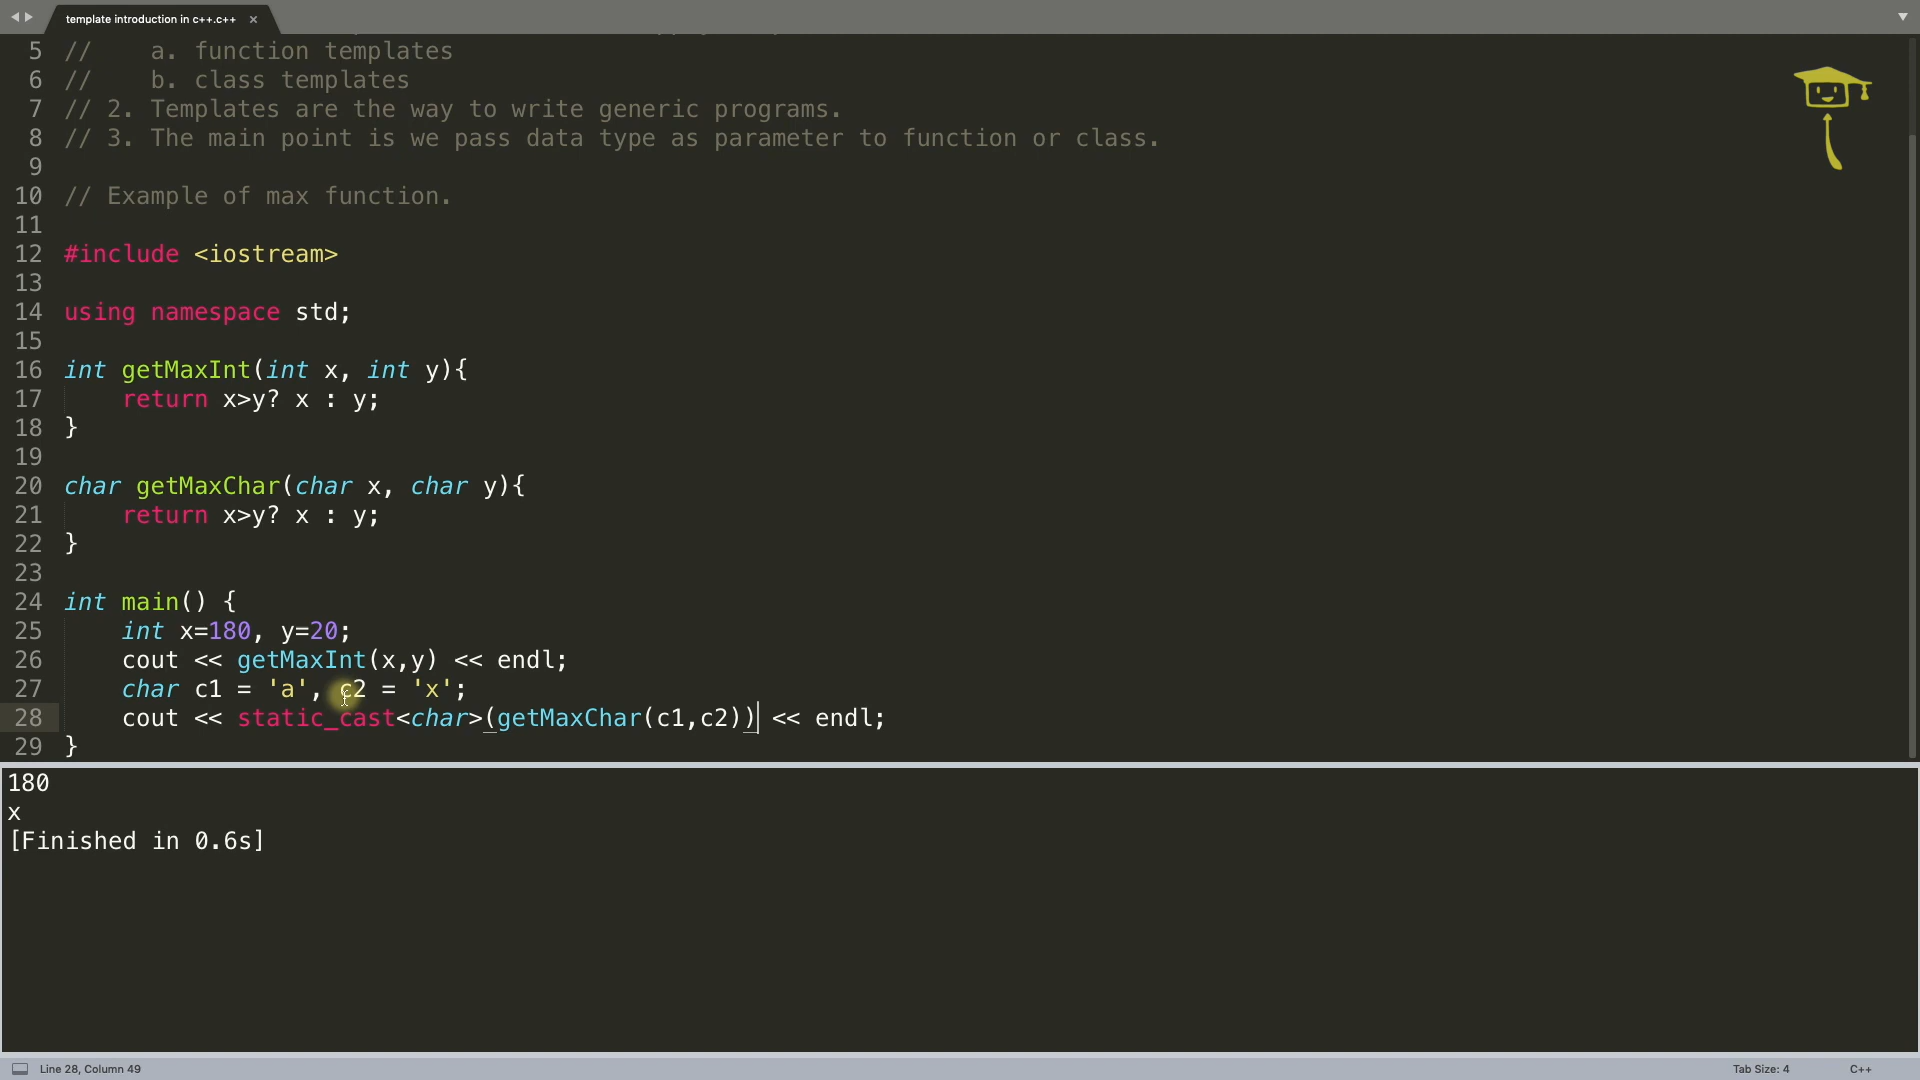 template introduction in c++.c++ ×
5 //    a. function templates
6 //    b. class templates
7 // 2. Templates are the way to write generic programs.
8 // 3. The main point is we pass data type as parameter to function or class.
9
10 // Example of max function.
11
12 #include <iostream>
13
14 using namespace std;
15
16 int getMaxInt(int x, int y){
17     return x>y? x : y;
18 }
19
20 char getMaxChar(char x, char y){
21     return x>y? x : y;
22 }
23
24 int main() {
25     int x=180, y=20;
26     cout << getMaxInt(x,y) << endl;
27     char c1 = 'a', c2 = 'x';
28     cout << static_cast<char>(getMaxChar(c1,c2)) << endl;
29 }
180
x
[Finished in 0.6s]
Line 28, Column 49 Tab Size: 4 C++